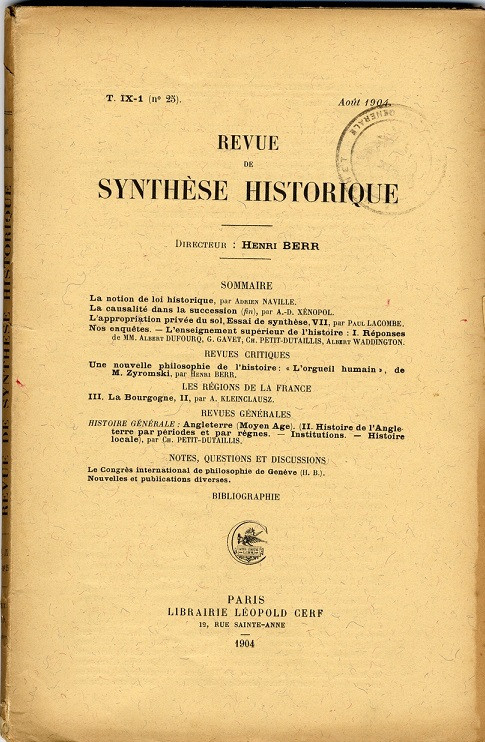 T. IX-1 (nº 25).
Août 1904.
GENERALE
REVUE
DE
SYNTHÈSE HISTORIQUE
DIRECTEUR : HENRI BERR
SOMMAIRE
La notion de loi historique, par ADRIEN NAVILLE.
La causalité dans la succession (fin), par A.-D. XÉNOPOL.
L'appropriation privée du sol, Essai de synthèse, VII, par PAUL LACOMBE.
Nos enquêtes. — L'enseignement supérieur de l'histoire : I. Réponses
de MM. ALBERT DUFOURQ, G. GAVET, CH. PETIT-DUTAILLIS, ALBERT WADDINGTON.
REVUES CRITIQUES
Une nouvelle philosophie de l'histoire : « L'orgueil humain », de
M. Zyromski, par HENRI BERR.
LES RÉGIONS DE LA FRANCE
III. La Bourgogne, II, par A. KLEINCLAUSZ.
REVUES GÉNÉRALES
HISTOIRE GÉNÉRALE : Angleterre (Moyen Age). (II. Histoire de l'Angle-
terre par périodes et par règnes. — Institutions. — Histoire
locale), par CH. PETIT-DUTAILLIS.
NOTES, QUESTIONS ET DISCUSSIONS
Le Congrès international de philosophie de Genève (H. B.).
Nouvelles et publications diverses.
BIBLIOGRAPHIE
PARIS
LIBRAIRIE LÉOPOLD CERF
12, RUE SAINTE-ANNE
1904
REVUE DE SYNTHÈSE HISTORIQUE